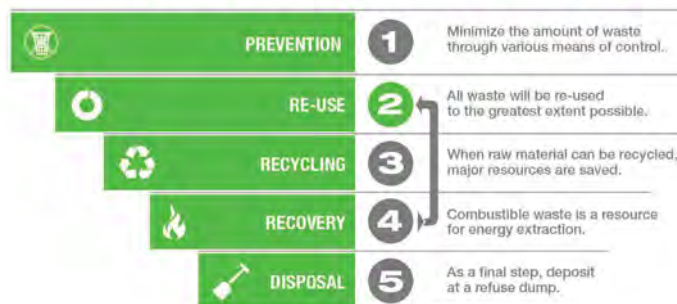 PREVENTION
1
Minimize the amount of waste
through various means of control.
RE-USE
2
All waste will be re-used
to the greatest extent possible.
RECYCLING
3
When raw material can be recycled,
major resources are saved.
RECOVERY
4
Combustible waste is a resource
for energy extraction.
DISPOSAL
5
As a final step, deposit
at a refuse dump.